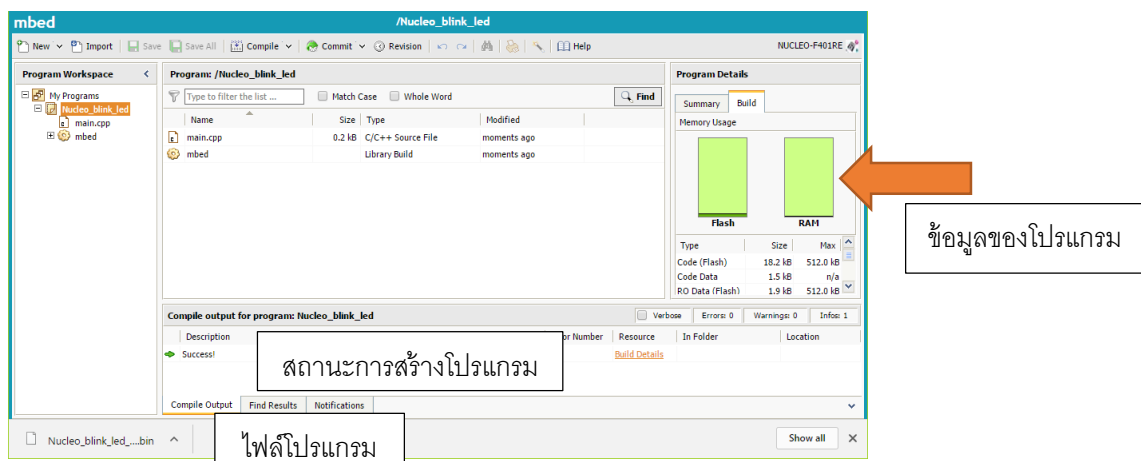 mbed /Nucleo_blink_led
New Import Save Save All Compile Commit Revision Help NUCLEO-F401RE
Program Workspace <
My Programs
Nucleo_blink_led
main.cpp
mbed
Program: /Nucleo_blink_led
Type to filter the list ... Match Case Whole Word Find
Name Size Type Modified
main.cpp 0.2 kB C/C++ Source File moments ago
mbed Library Build moments ago
Program Details
Summary Build
Memory Usage
Flash RAM
Type Size Max
Code (Flash) 18.2 kB 512.0 kB
Code Data 1.5 kB n/a
RO Data (Flash) 1.9 kB 512.0 kB
ข้อมูลของโปรแกรม
Compile output for program: Nucleo_blink_led Verbose Errors: 0 Warnings: 0 Infos: 1
Description Number Resource In Folder Location
Success! Build Details
สถานะการสร้างโปรแกรม
Compile Output Find Results Notifications
ไฟล์โปรแกรม
Nucleo_blink_led_....bin Show all